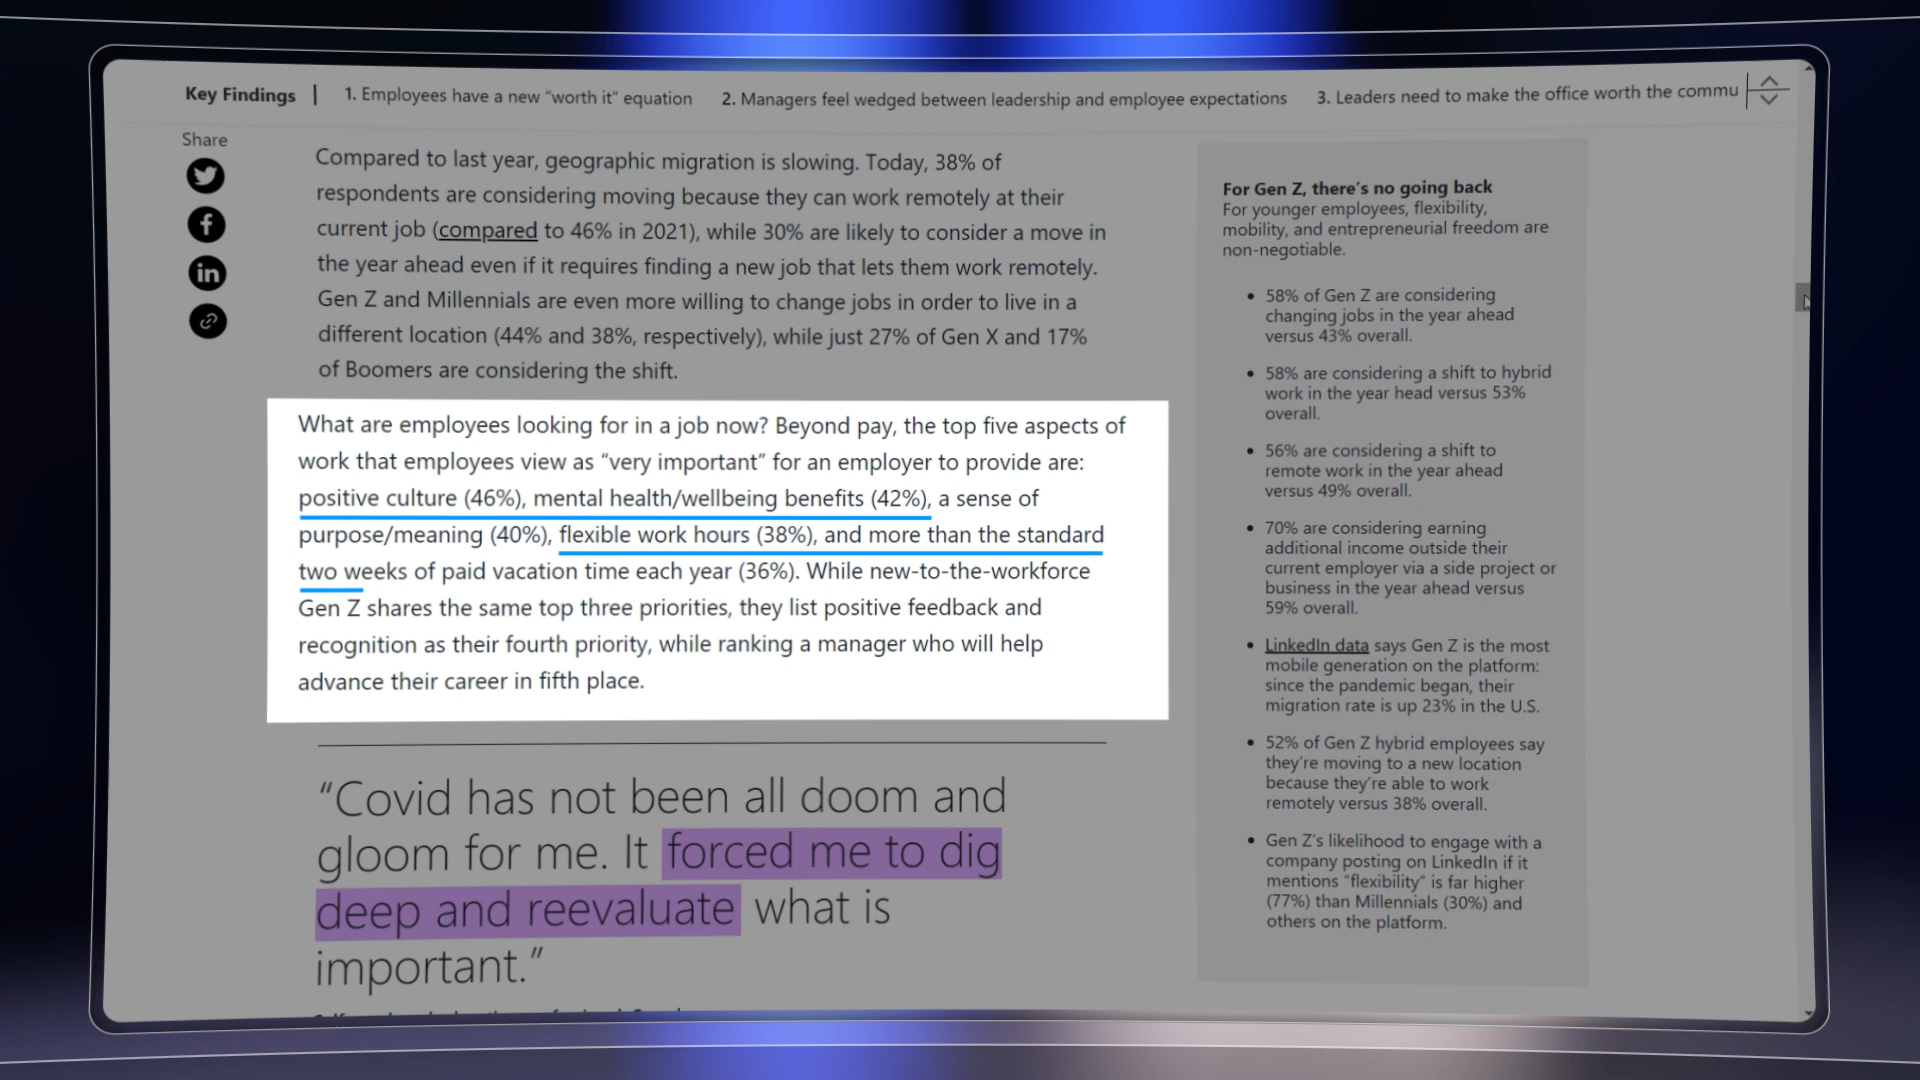 Key Findings
1. Employees have a new “worth it” equation
2. Managers feel wedged between leadership and employee expectations
3. Leaders need to make the office worth the commu
Share
Compared to last year, geographic migration is slowing. Today, 38% of
respondents are considering moving because they can work remotely at their
current job (compared to 46% in 2021), while 30% are likely to consider a move in
the year ahead even if it requires finding a new job that lets them work remotely.
Gen Z and Millennials are even more willing to change jobs in order to live in a
different location (44% and 38%, respectively), while just 27% of Gen X and 17%
of Boomers are considering the shift.
What are employees looking for in a job now? Beyond pay, the top five aspects of
work that employees view as “very important” for an employer to provide are:
positive culture (46%), mental health/wellbeing benefits (42%), a sense of
purpose/meaning (40%), flexible work hours (38%), and more than the standard
two weeks of paid vacation time each year (36%). While new-to-the-workforce
Gen Z shares the same top three priorities, they list positive feedback and
recognition as their fourth priority, while ranking a manager who will help
advance their career in fifth place.
“Covid has not been all doom and
gloom for me. It forced me to dig
deep and reevaluate what is
important.”
For Gen Z, there’s no going back
For younger employees, flexibility,
mobility, and entrepreneurial freedom are
non-negotiable.
• 58% of Gen Z are considering
changing jobs in the year ahead
versus 43% overall.
• 58% are considering a shift to hybrid
work in the year head versus 53%
overall.
• 56% are considering a shift to
remote work in the year ahead
versus 49% overall.
• 70% are considering earning
additional income outside their
current employer via a side project or
business in the year ahead versus
59% overall.
• LinkedIn data says Gen Z is the most
mobile generation on the platform:
since the pandemic began, their
migration rate is up 23% in the U.S.
• 52% of Gen Z hybrid employees say
they’re moving to a new location
because they’re able to work
remotely versus 38% overall.
• Gen Z’s likelihood to engage with a
company posting on LinkedIn if it
mentions “flexibility” is far higher
(77%) than Millennials (30%) and
others on the platform.